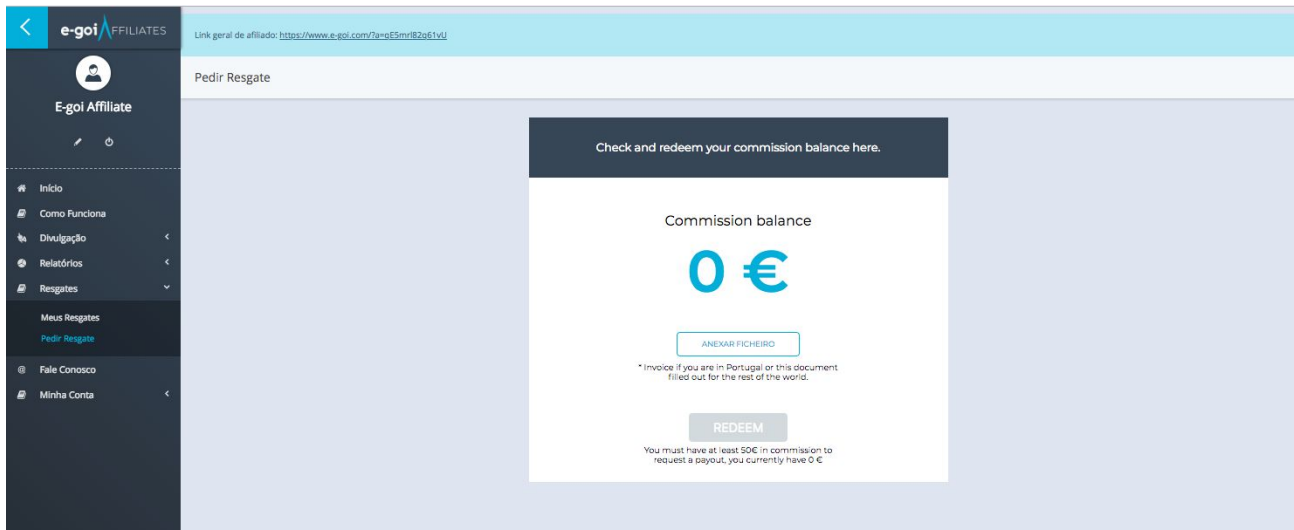 e-goi AFFILIATES
Link geral de afiliado: https://www.e-goi.com/?a=qE5mrl82q61vU
Pedir Resgate
E-goi Affiliate
Início
Como Funciona
Divulgação
Relatórios
Resgates
Meus Resgates
Pedir Resgate
@ Fale Conosco
Minha Conta
Check and redeem your commission balance here.
Commission balance
0 €
ANEXAR FICHEIRO
* Invoice if you are in Portugal or this document
filled out for the rest of the world.
REDEEM
You must have at least 50€ in commission to
request a payout, you currently have 0 €